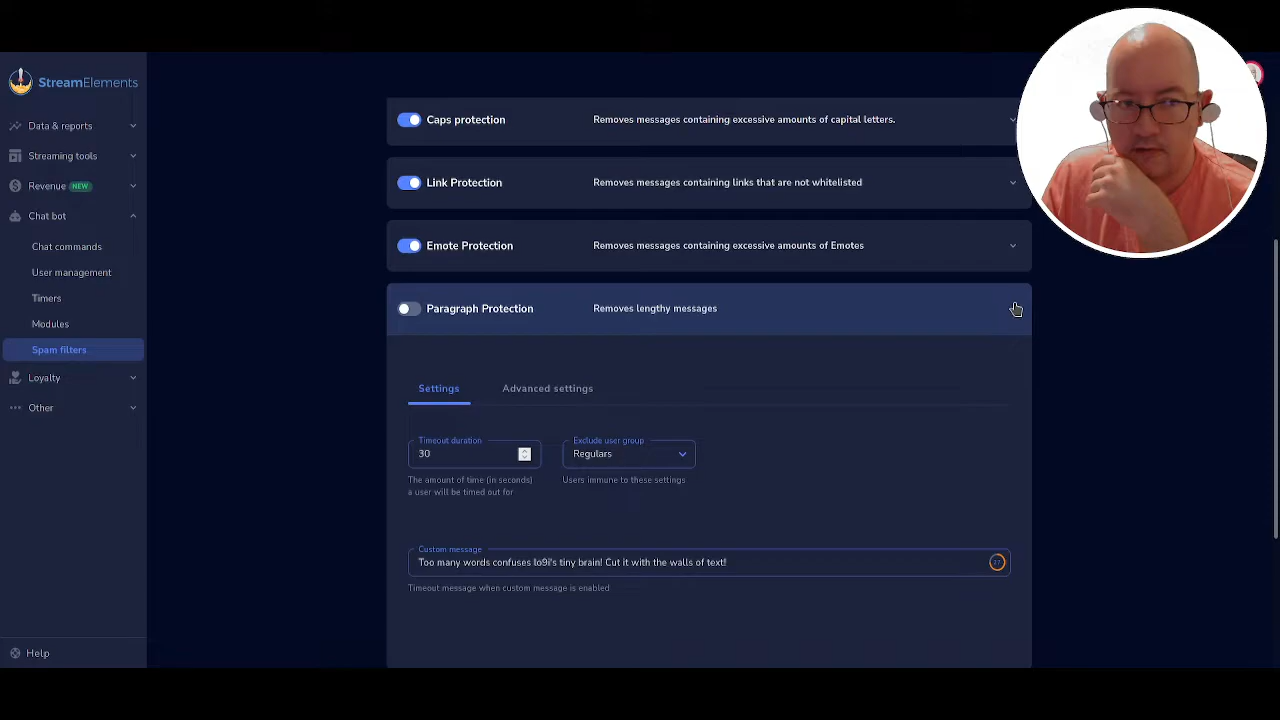 StreamElements
Data & reports
Streaming tools
Revenue NEW
Chat bot
Chat commands
User management
Timers
Modules
Spam filters
Loyalty
Other
Help
Caps protection Removes messages containing excessive amounts of capital letters.
Link Protection Removes messages containing links that are not whitelisted
Emote Protection Removes messages containing excessive amounts of Emotes
Paragraph Protection Removes lengthy messages
Settings Advanced settings
Timeout duration Exclude user group
30 Regulars
The amount of time (in seconds) Users immune to these settings
a user will be timed out for
Custom message
Too many words confuses lo9i's tiny brain! Cut it with the walls of text!
Timeout message when custom message is enabled